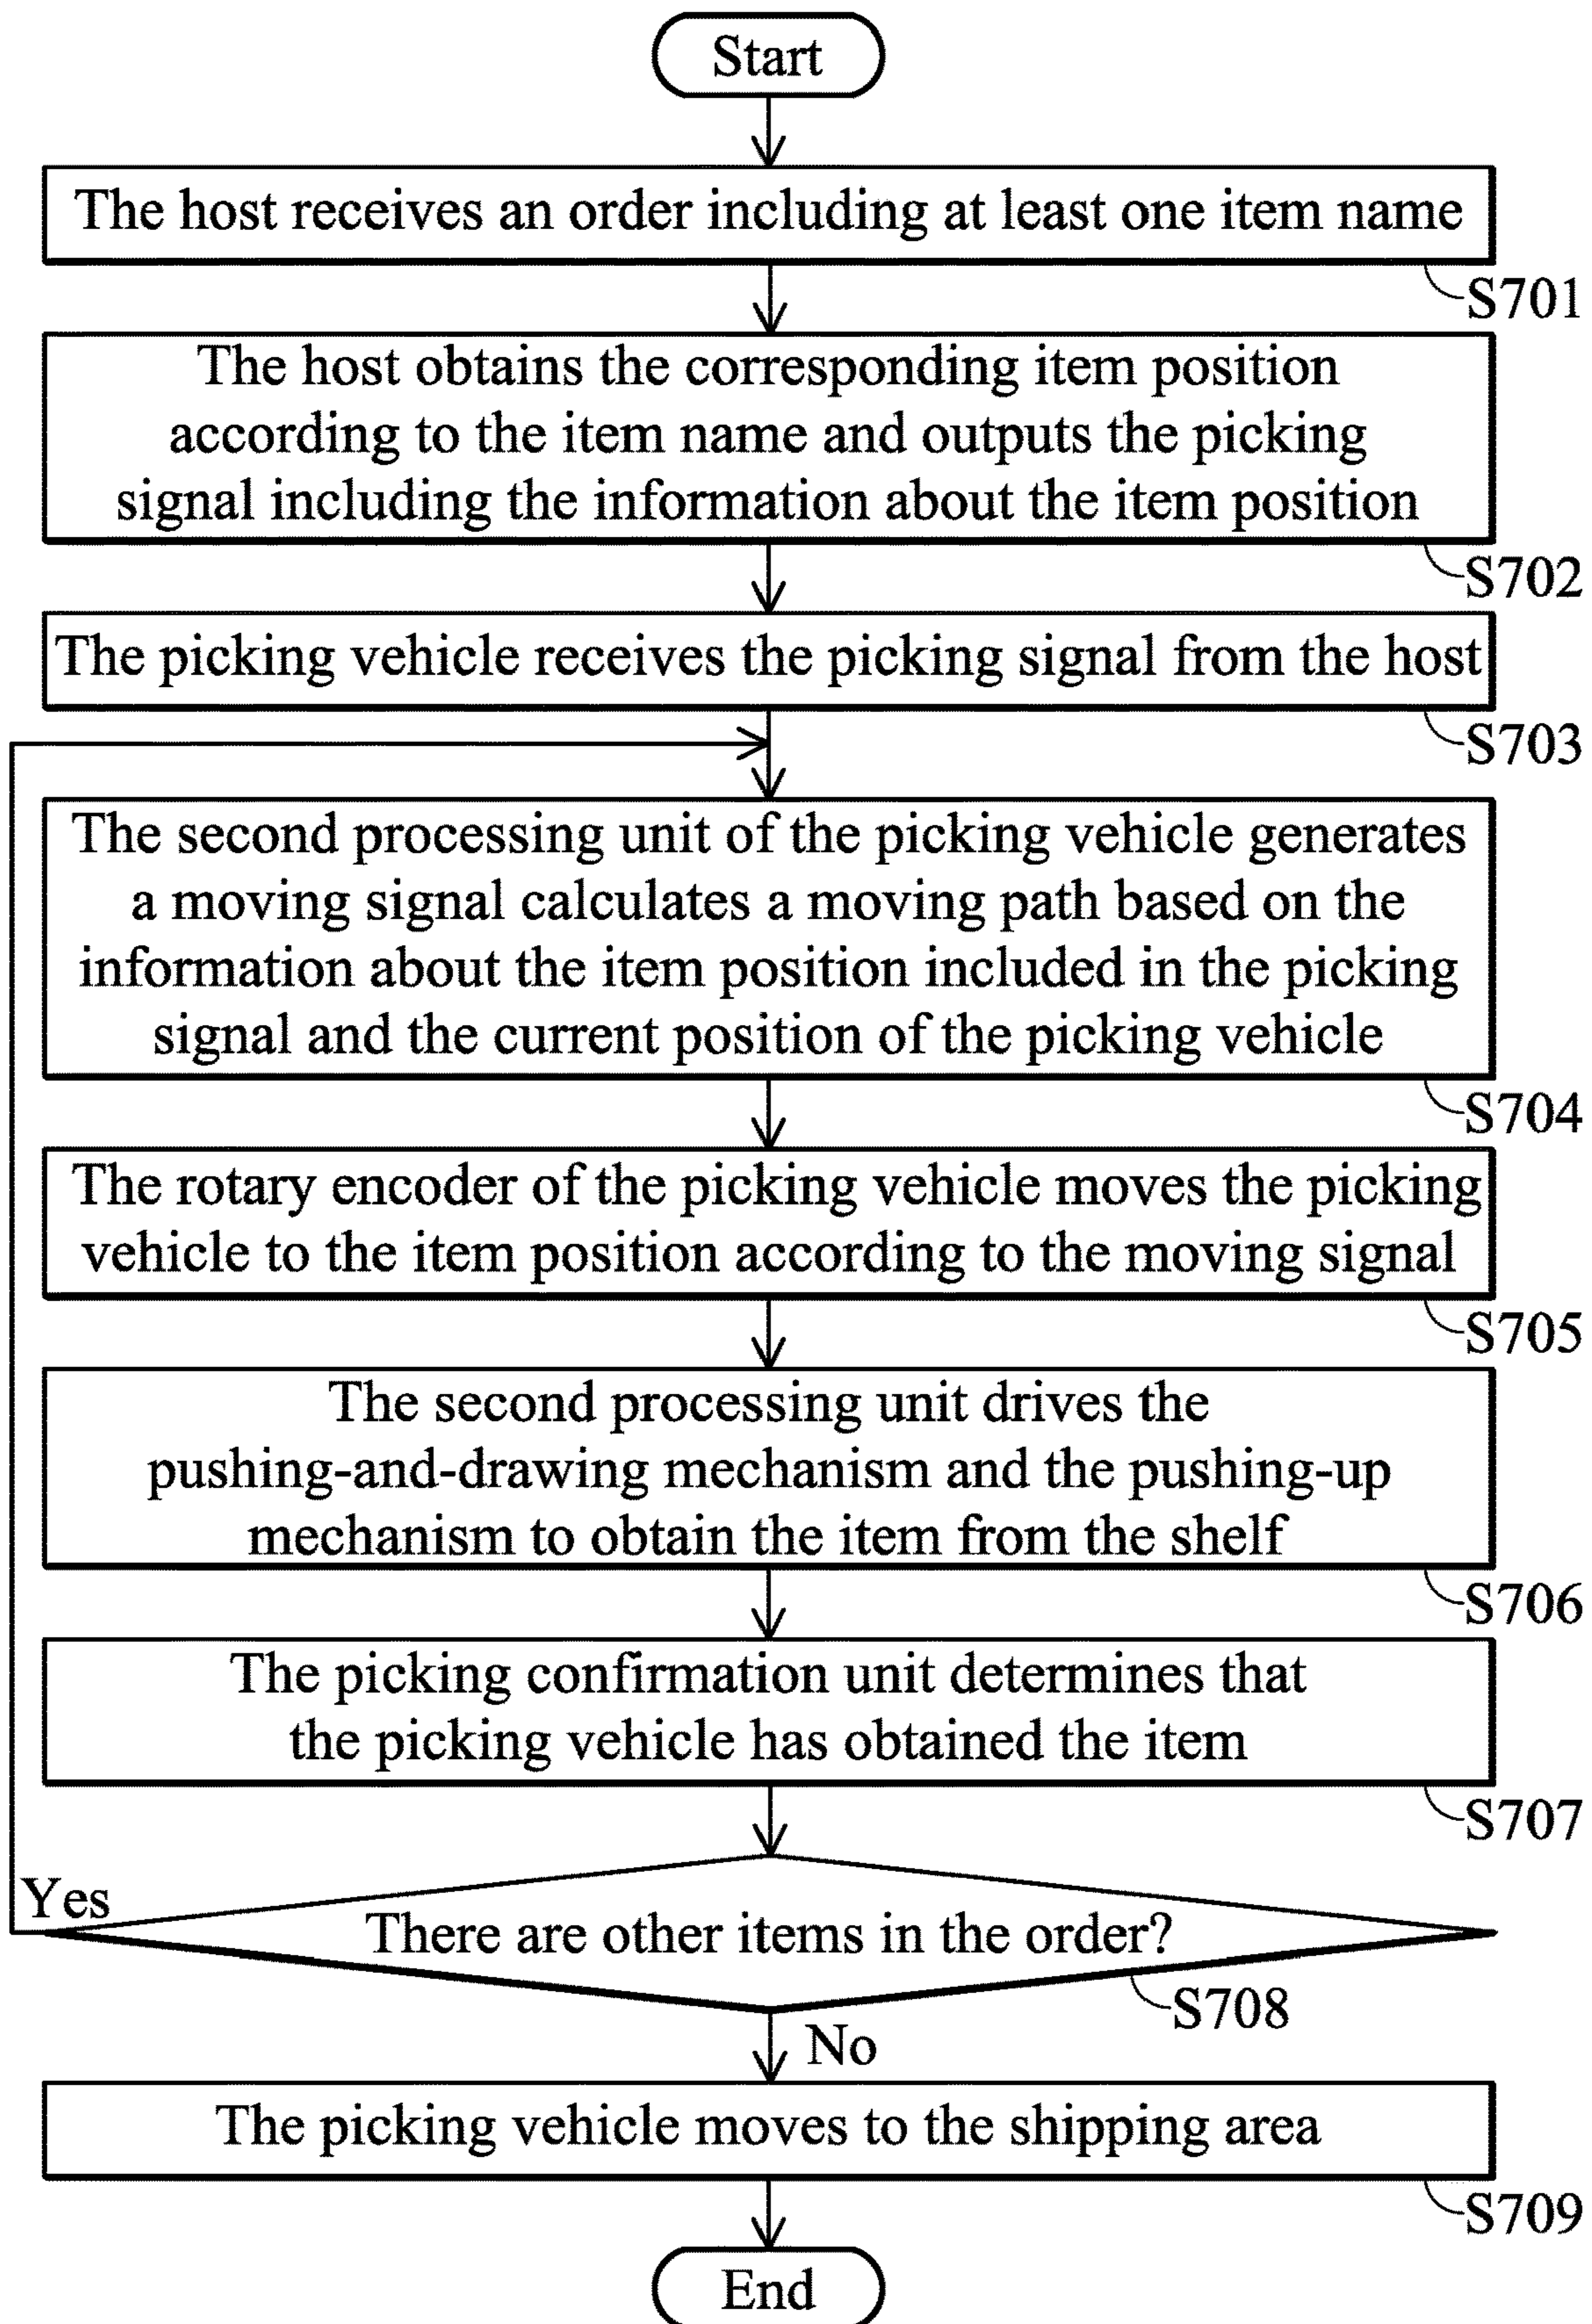 Start
The host receives an order including at least one item name
S701
The host obtains the corresponding item position
according to the item name and outputs the picking
signal including the information about the item position
S702
The picking vehicle receives the picking signal from the host
S703
The second processing unit of the picking vehicle generates
a moving signal calculates a moving path based on the
information about the item position included in the picking
signal and the current position of the picking vehicle
S704
The rotary encoder of the picking vehicle moves the picking
vehicle to the item position according to the moving signal
S705
The second processing unit drives the
pushing-and-drawing mechanism and the pushing-up
mechanism to obtain the item from the shelf
S706
The picking confirmation unit determines that
the picking vehicle has obtained the item
S707
Yes
There are other items in the order?
S708
No
The picking vehicle moves to the shipping area
S709
End